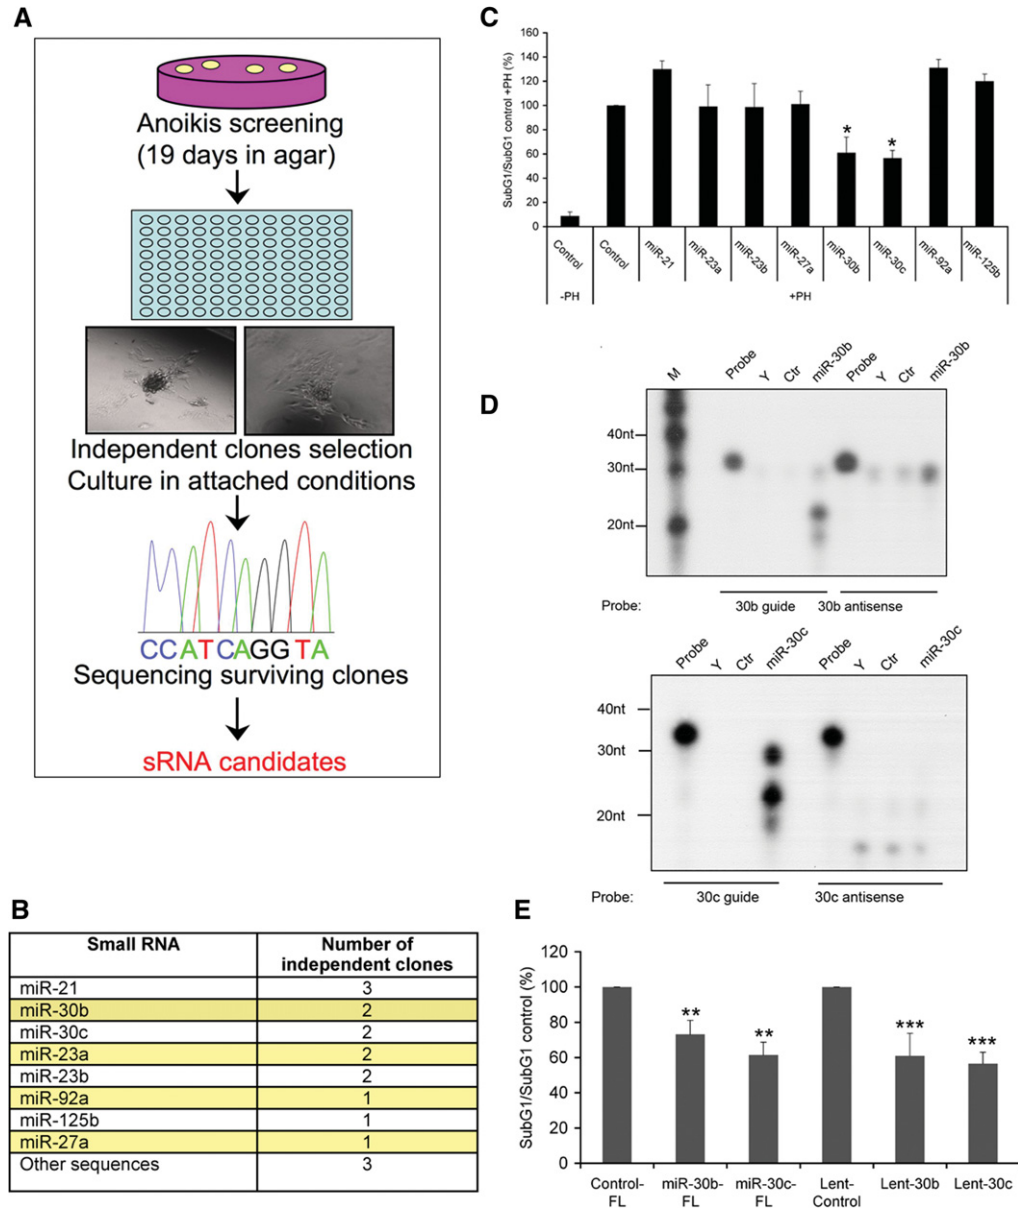 A
Anoikis screening
(19 days in agar)
Independent clones selection
Culture in attached conditions
CCATCAGGTA
Sequencing surviving clones
sRNA candidates
B
Small RNA Number of independent clones
miR-21 3
miR-30b 2
miR-30c 2
miR-23a 2
miR-23b 2
miR-92a 1
miR-125b 1
miR-27a 1
Other sequences 3
C
SubG1/SubG1 control +PH (%)
160
140
120
100
80
60
40
20
0
* *
Control Control miR-21 miR-23a miR-23b miR-27a miR-30b miR-30c miR-92a miR-125b
-PH +PH
D
M Probe Y Ctr miR-30b Probe Y Ctr miR-30b
40nt
30nt
20nt
Probe: 30b guide 30b antisense
Probe Y Ctr miR-30c Probe Y Ctr miR-30c
40nt
30nt
20nt
Probe: 30c guide 30c antisense
E
SubG1/SubG1 control (%)
120
100
80
60
40
20
0
** ** *** ***
Control-FL miR-30b-FL miR-30c-FL Lent-Control Lent-30b Lent-30c